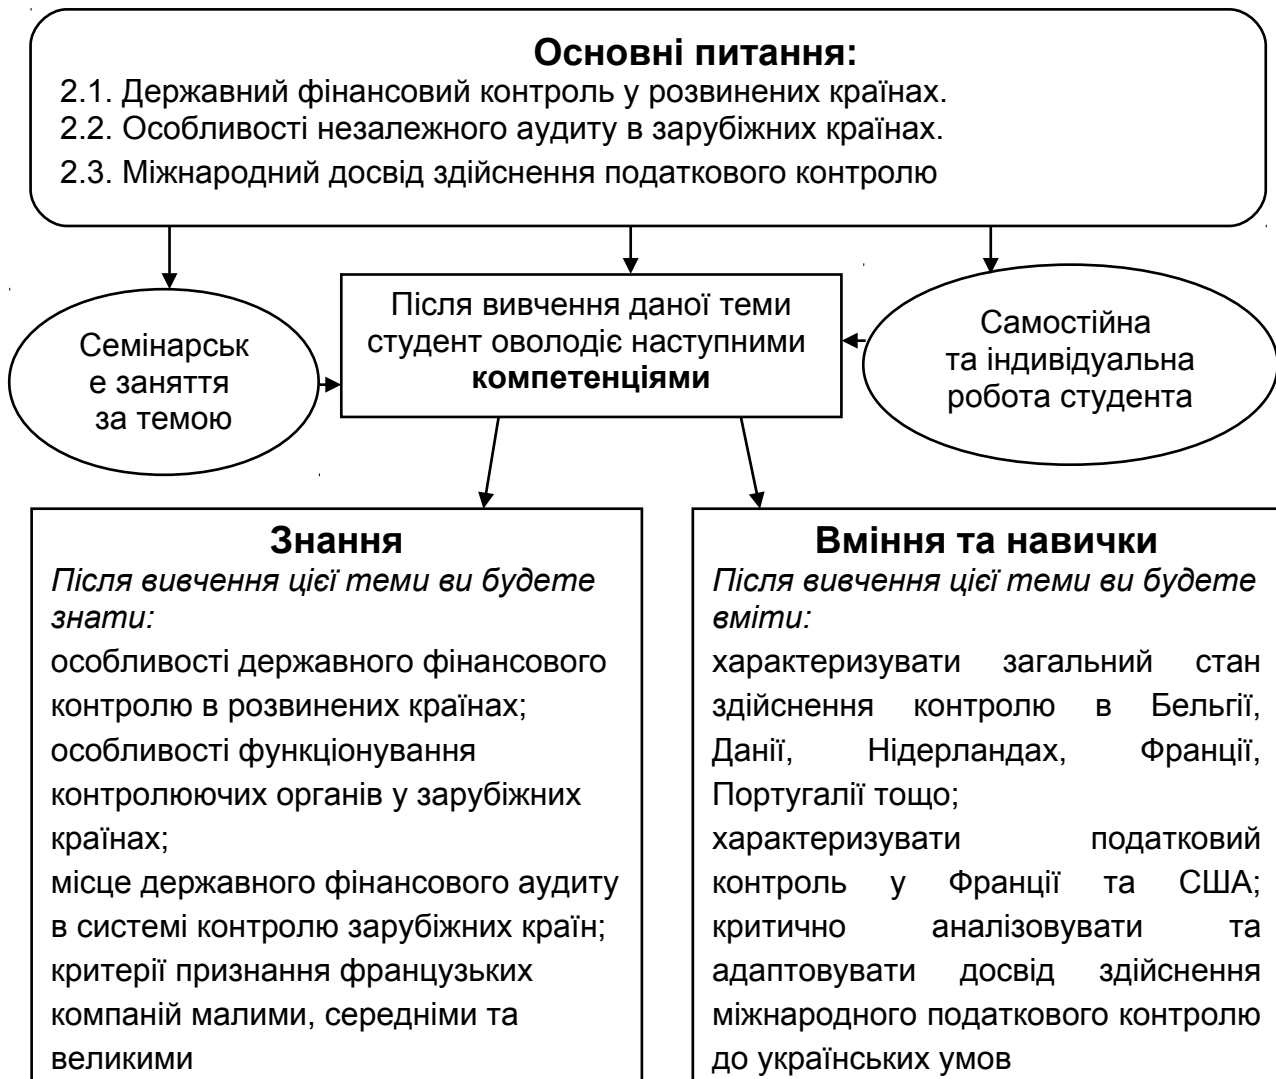 Основні питання:
2.1. Державний фінансовий контроль у розвинених країнах.
2.2. Особливості незалежного аудиту в зарубіжних країнах.
2.3. Міжнародний досвід здійснення податкового контролю
Семінарськ
е заняття
за темою
Після вивчення даної теми
студент оволодіє наступними
компетенціями
Самостійна
та індивідуальна
робота студента
Знання
Після вивчення цієї теми ви будете
знати:
особливості державного фінансового
контролю в розвинених країнах;
особливості функціонування
контролюючих органів у зарубіжних
країнах;
місце державного фінансового аудиту
в системі контролю зарубіжних країн;
критерії признання французьких
компаній малими, середніми та
великими
Вміння та навички
Після вивчення цієї теми ви будете
вміти:
характеризувати загальний стан
здійснення контролю в Бельгії,
Данії, Нідерландах, Франції,
Португалії тощо;
характеризувати податковий
контроль у Франції та США;
критично аналізовувати та
адаптовувати досвід здійснення
міжнародного податкового контролю
до українських умов